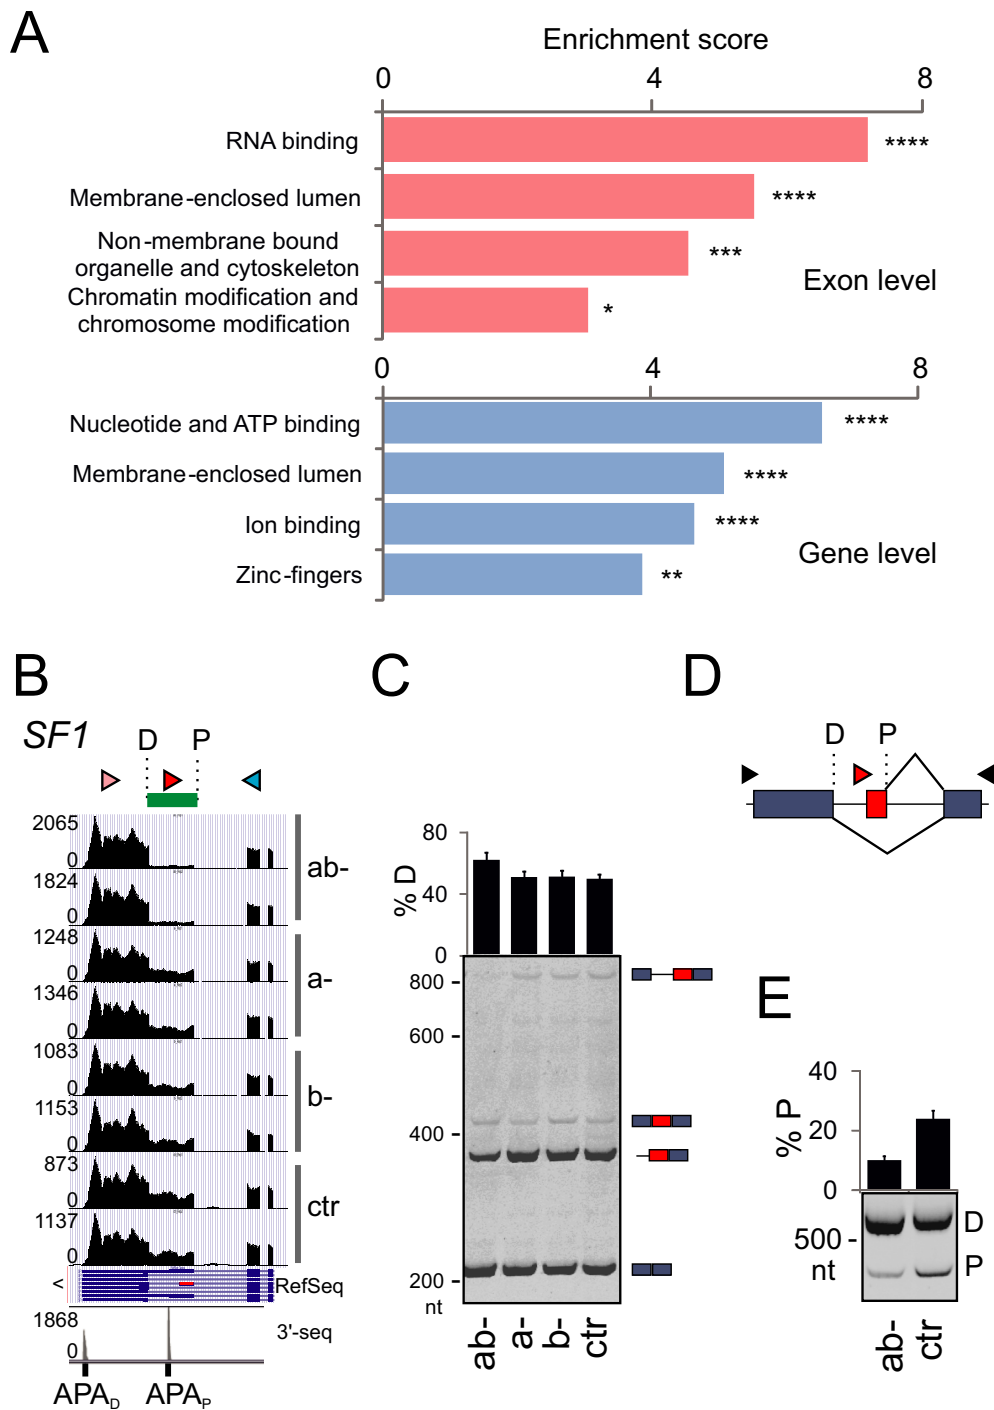 A
Enrichment score
0 4 8
RNA binding ****
Membrane-enclosed lumen ****
Non-membrane bound
organelle and cytoskeleton ***
Exon level
Chromatin modification and
chromosome modification *
0 4 8
Nucleotide and ATP binding ****
Membrane-enclosed lumen ****
Ion binding ****
Gene level
Zinc-fingers **
B
SF1
D P
2065
0
ab-
1824
0
1248
0
a-
1346
0
1083
0
b-
1153
0
873
0
ctr
1137
0
< RefSeq
1868
0
3'-seq
APAD APAP
C
80
40
0
% D
800
600
400
200
nt
ab- a- b- ctr
D
D P
E
40
20
0
% P
500
nt
D
P
ab- ctr